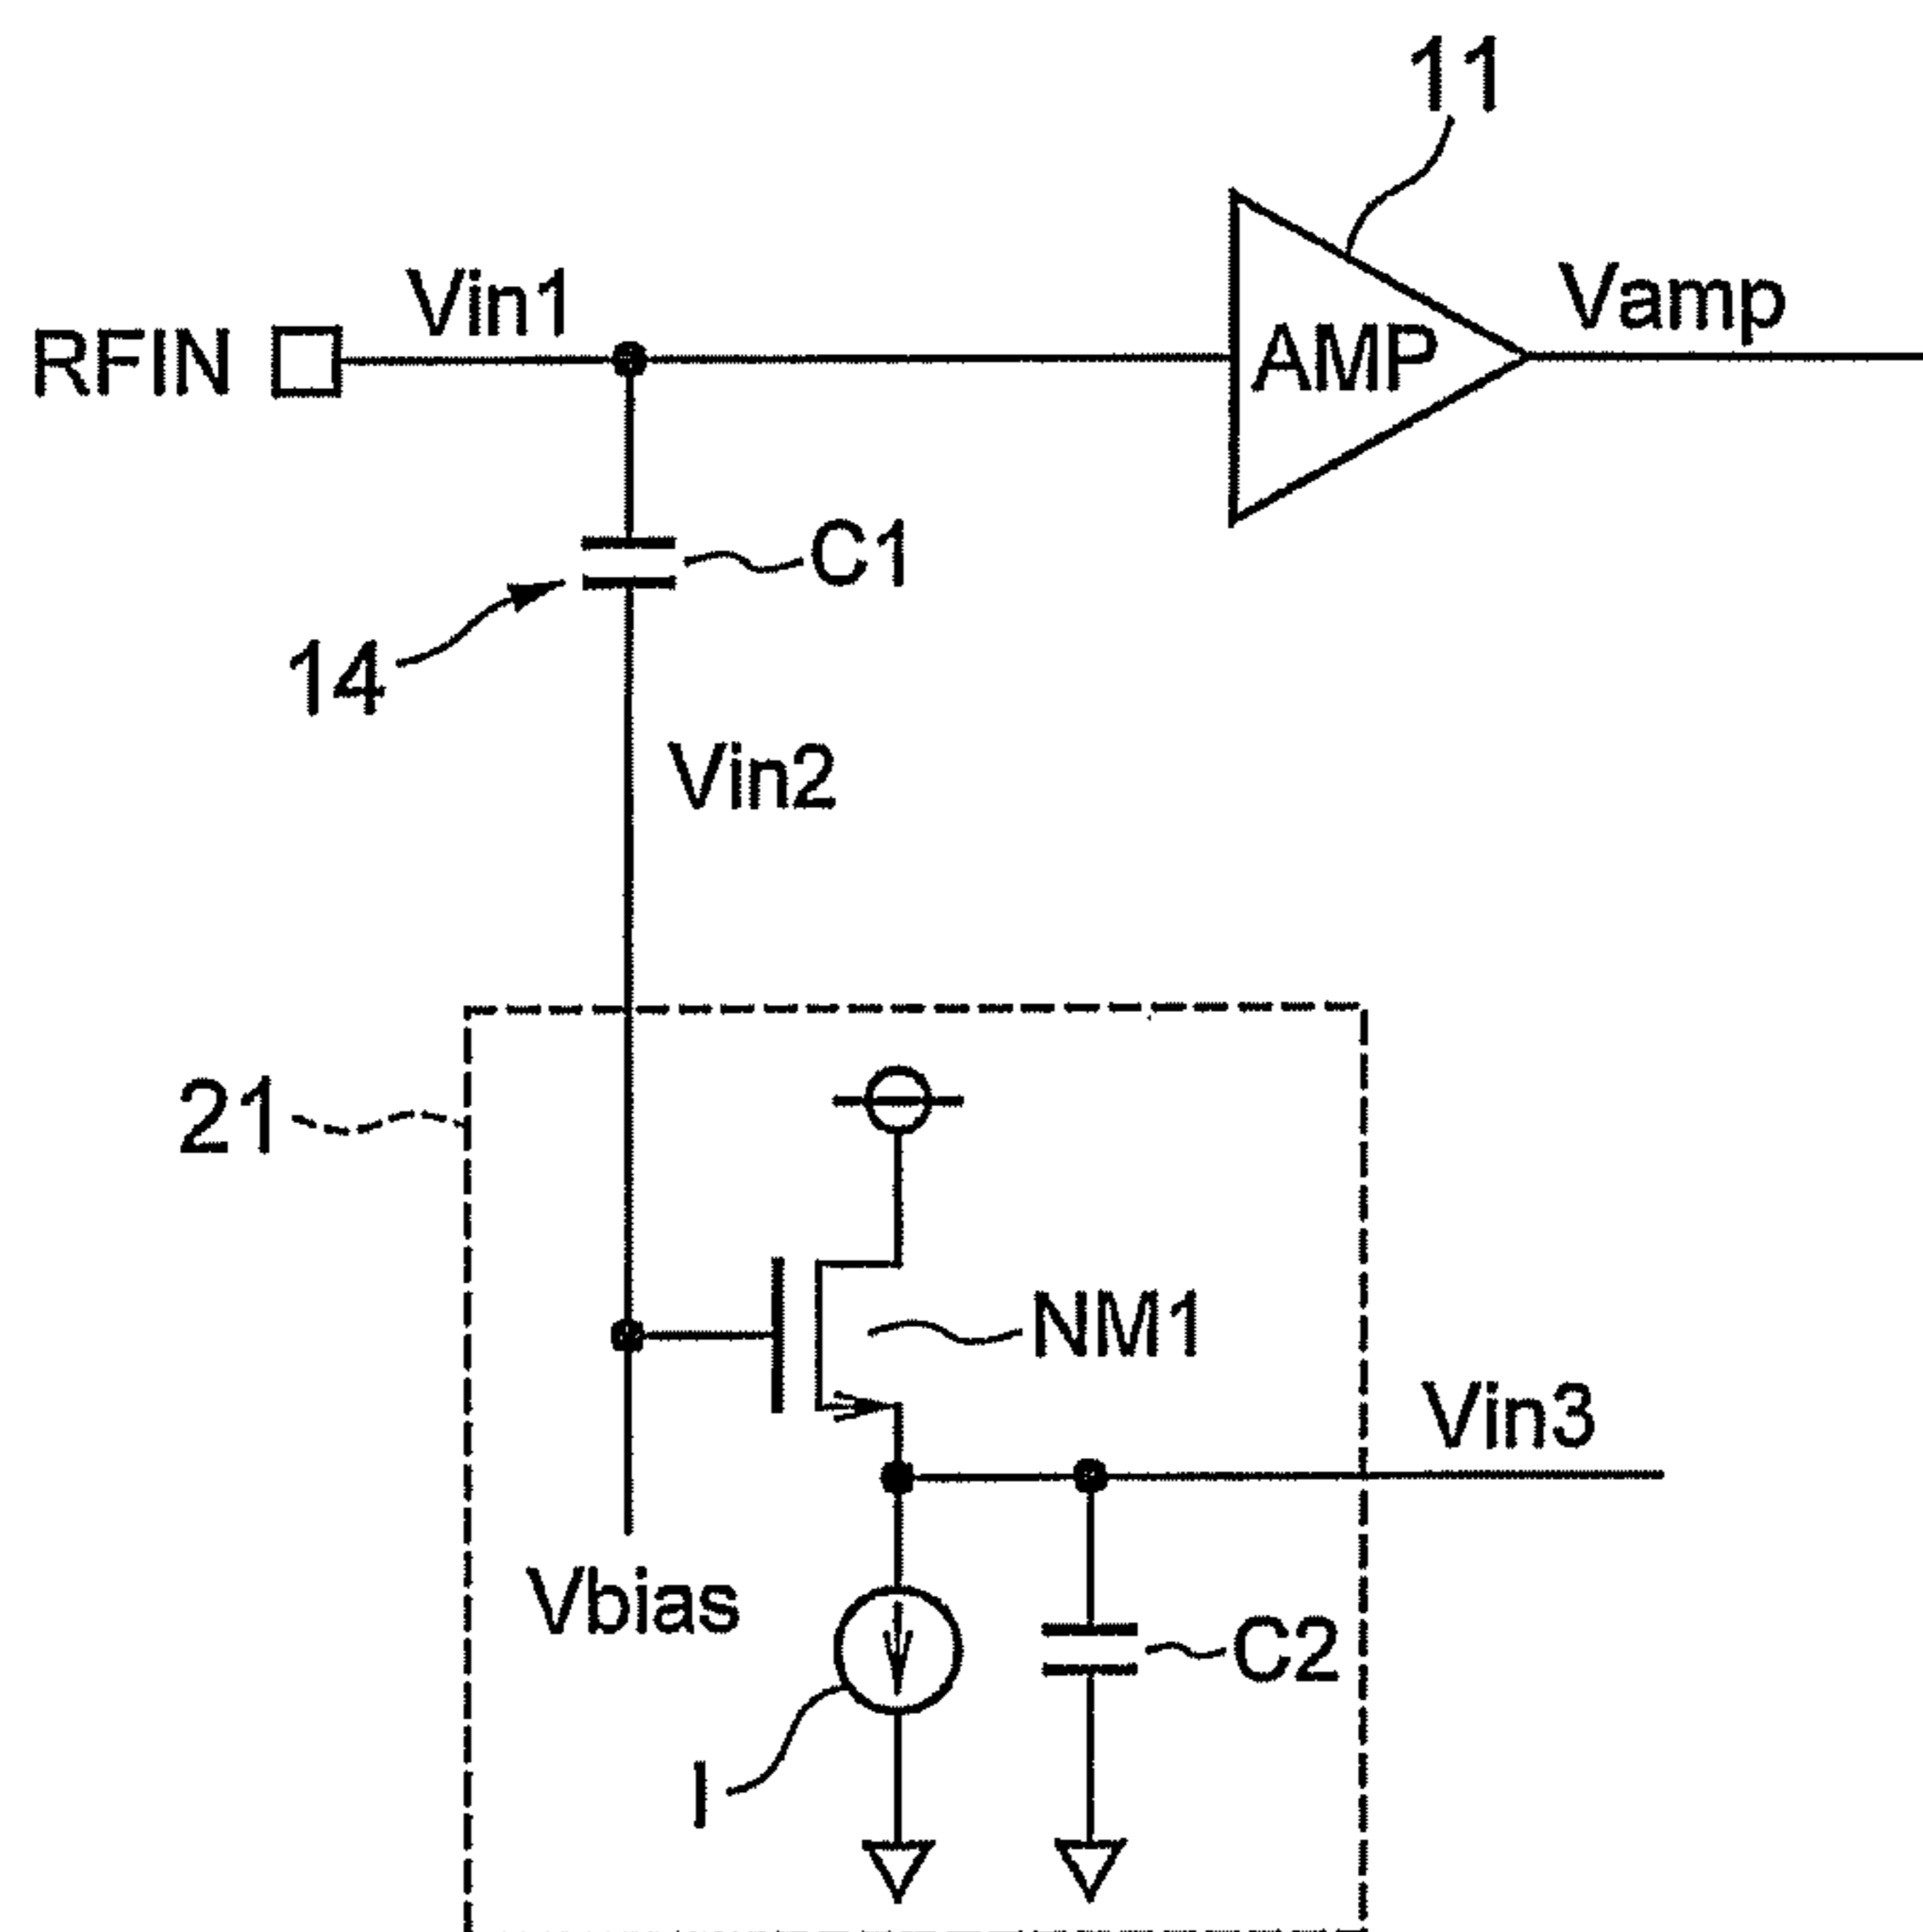 11
Vin1
RFIN
AMP
Vamp
C1
14
Vin2
21
NM1
Vin3
Vbias
C2
I